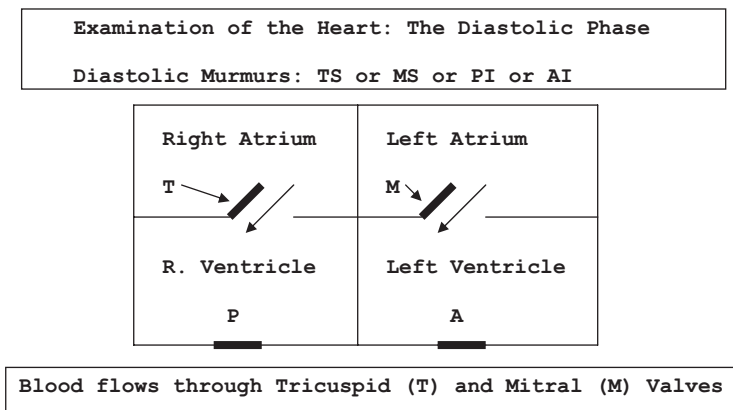 Examination of the Heart: The Diastolic Phase
Diastolic Murmurs: TS or MS or PI or AI
Right Atrium
Left Atrium
T
M
R. Ventricle
Left Ventricle
P
A
Blood flows through Tricuspid (T) and Mitral (M) Valves